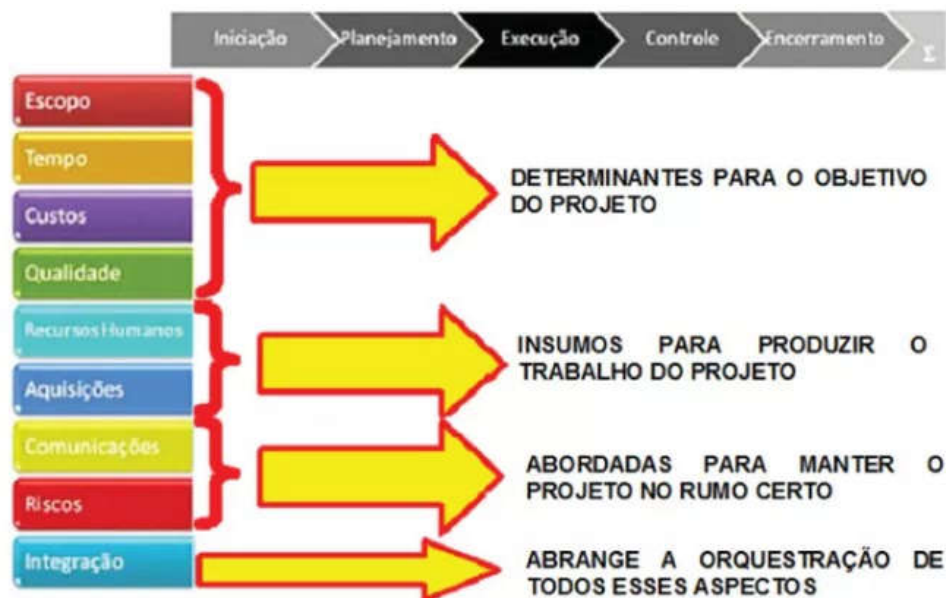 Iniciação Planejamento Execução Controle Encerramento Σ
Escopo
Tempo
Custos
Qualidade
DETERMINANTES PARA O OBJETIVO
DO PROJETO
Recursos Humanos
Aquisições
INSUMOS PARA PRODUZIR O
TRABALHO DO PROJETO
Comunicações
Riscos
ABORDADAS PARA MANTER O
PROJETO NO RUMO CERTO
Integração
ABRANGE A ORQUESTRAÇÃO DE
TODOS ESSES ASPECTOS